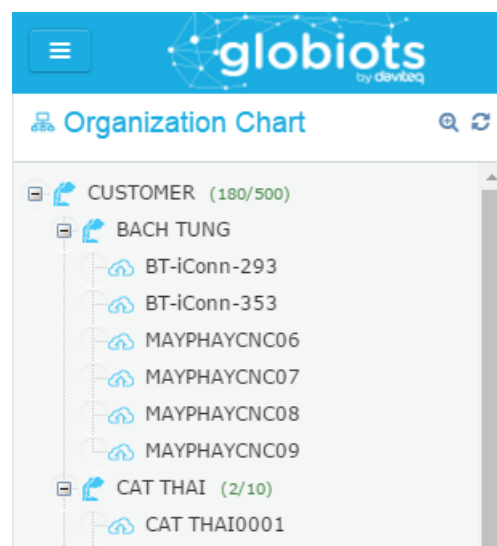 globiots
by daviteq
Organization Chart
CUSTOMER (180/500)
BACH TUNG
BT-iConn-293
BT-iConn-353
MAYPHAYCNC06
MAYPHAYCNC07
MAYPHAYCNC08
MAYPHAYCNC09
CAT THAI (2/10)
CAT THAI0001